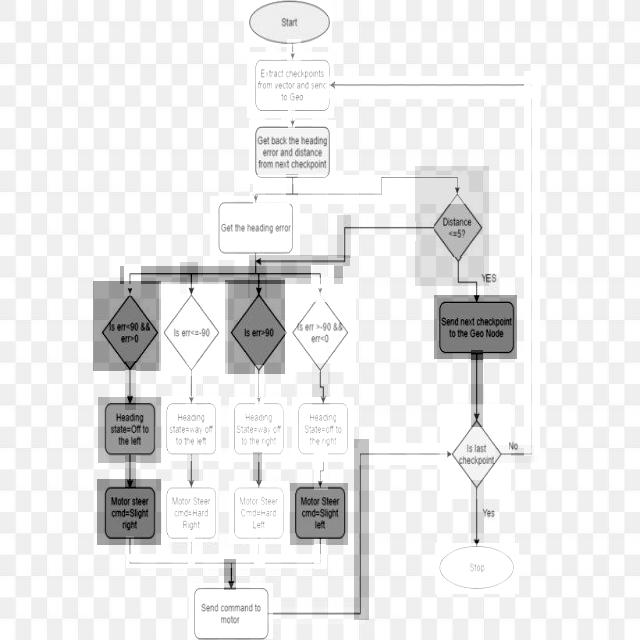 Start
Extract checkpoints
from vector and send
to Geo
Get back the heading
error and distance
from next checkpoint
Get the heading error
Distance
<=5?
YES
Send next checkpoint
to the Geo Node
Is err<90 &&
err>0
Is err<=-90
Is err>90
Is err >-90 &&
err<0
Heading
state=Off to
the left
Heading
state=way off
to the left
Heading
State=way off
to the right
Heading
State=off to
the right
Is last
checkpoint
No
Motor steer
cmd=Slight
right
Motor Steer
cmd=Hard
Right
Motor Steer
Cmd=Hard
Left
Motor Steer
cmd=Slight
left
Yes
Stop
Send command to
motor